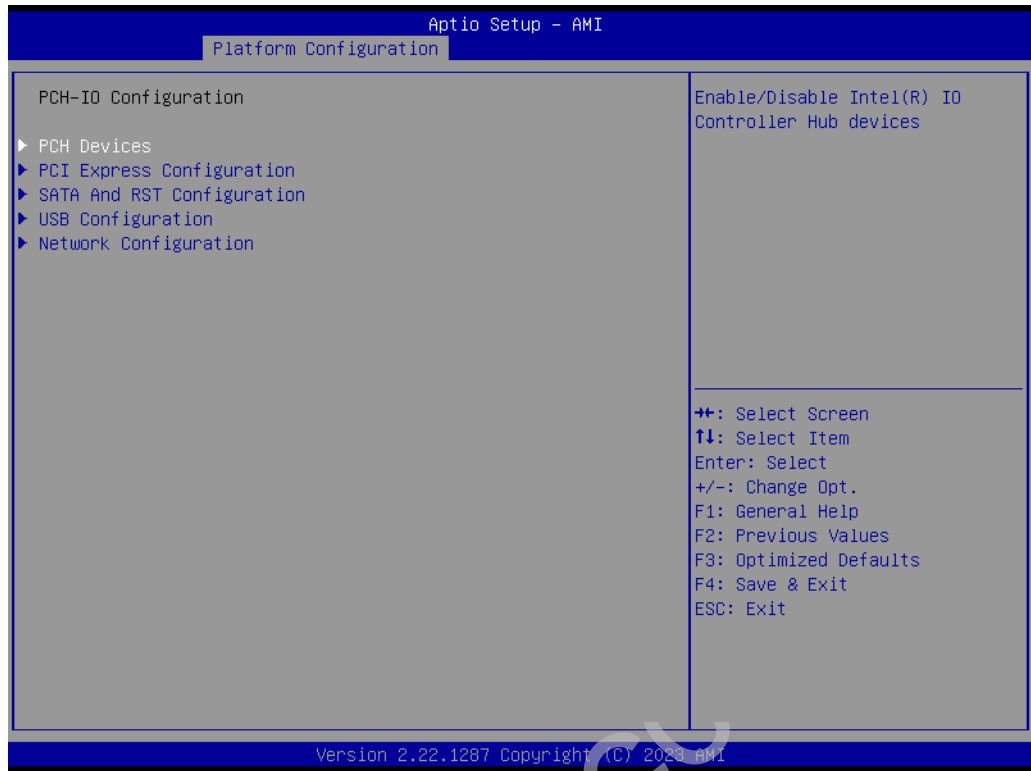 Aptio Setup – AMI
Platform Configuration
PCH-IO Configuration
PCH Devices
PCI Express Configuration
SATA And RST Configuration
USB Configuration
Network Configuration
Enable/Disable Intel(R) IO
Controller Hub devices
→←: Select Screen
↑↓: Select Item
Enter: Select
+/-: Change Opt.
F1: General Help
F2: Previous Values
F3: Optimized Defaults
F4: Save & Exit
ESC: Exit
Version 2.22.1287 Copyright (C) 2023 AMI